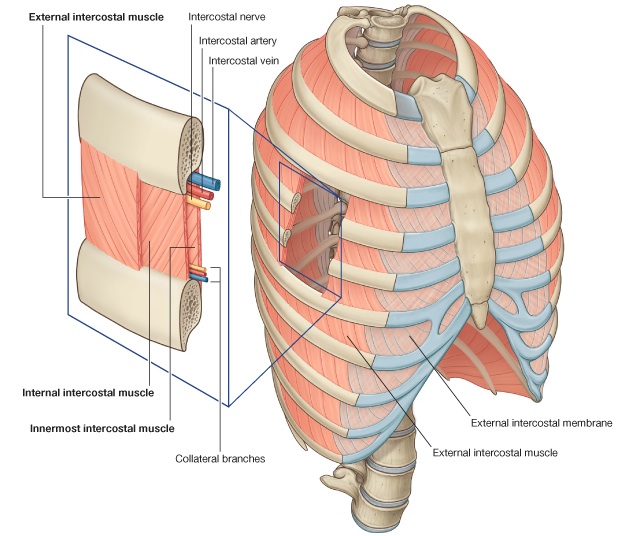 External intercostal muscle
Intercostal nerve
Intercostal artery
Intercostal vein
Internal intercostal muscle
Innermost intercostal muscle
Collateral branches
External intercostal membrane
External intercostal muscle